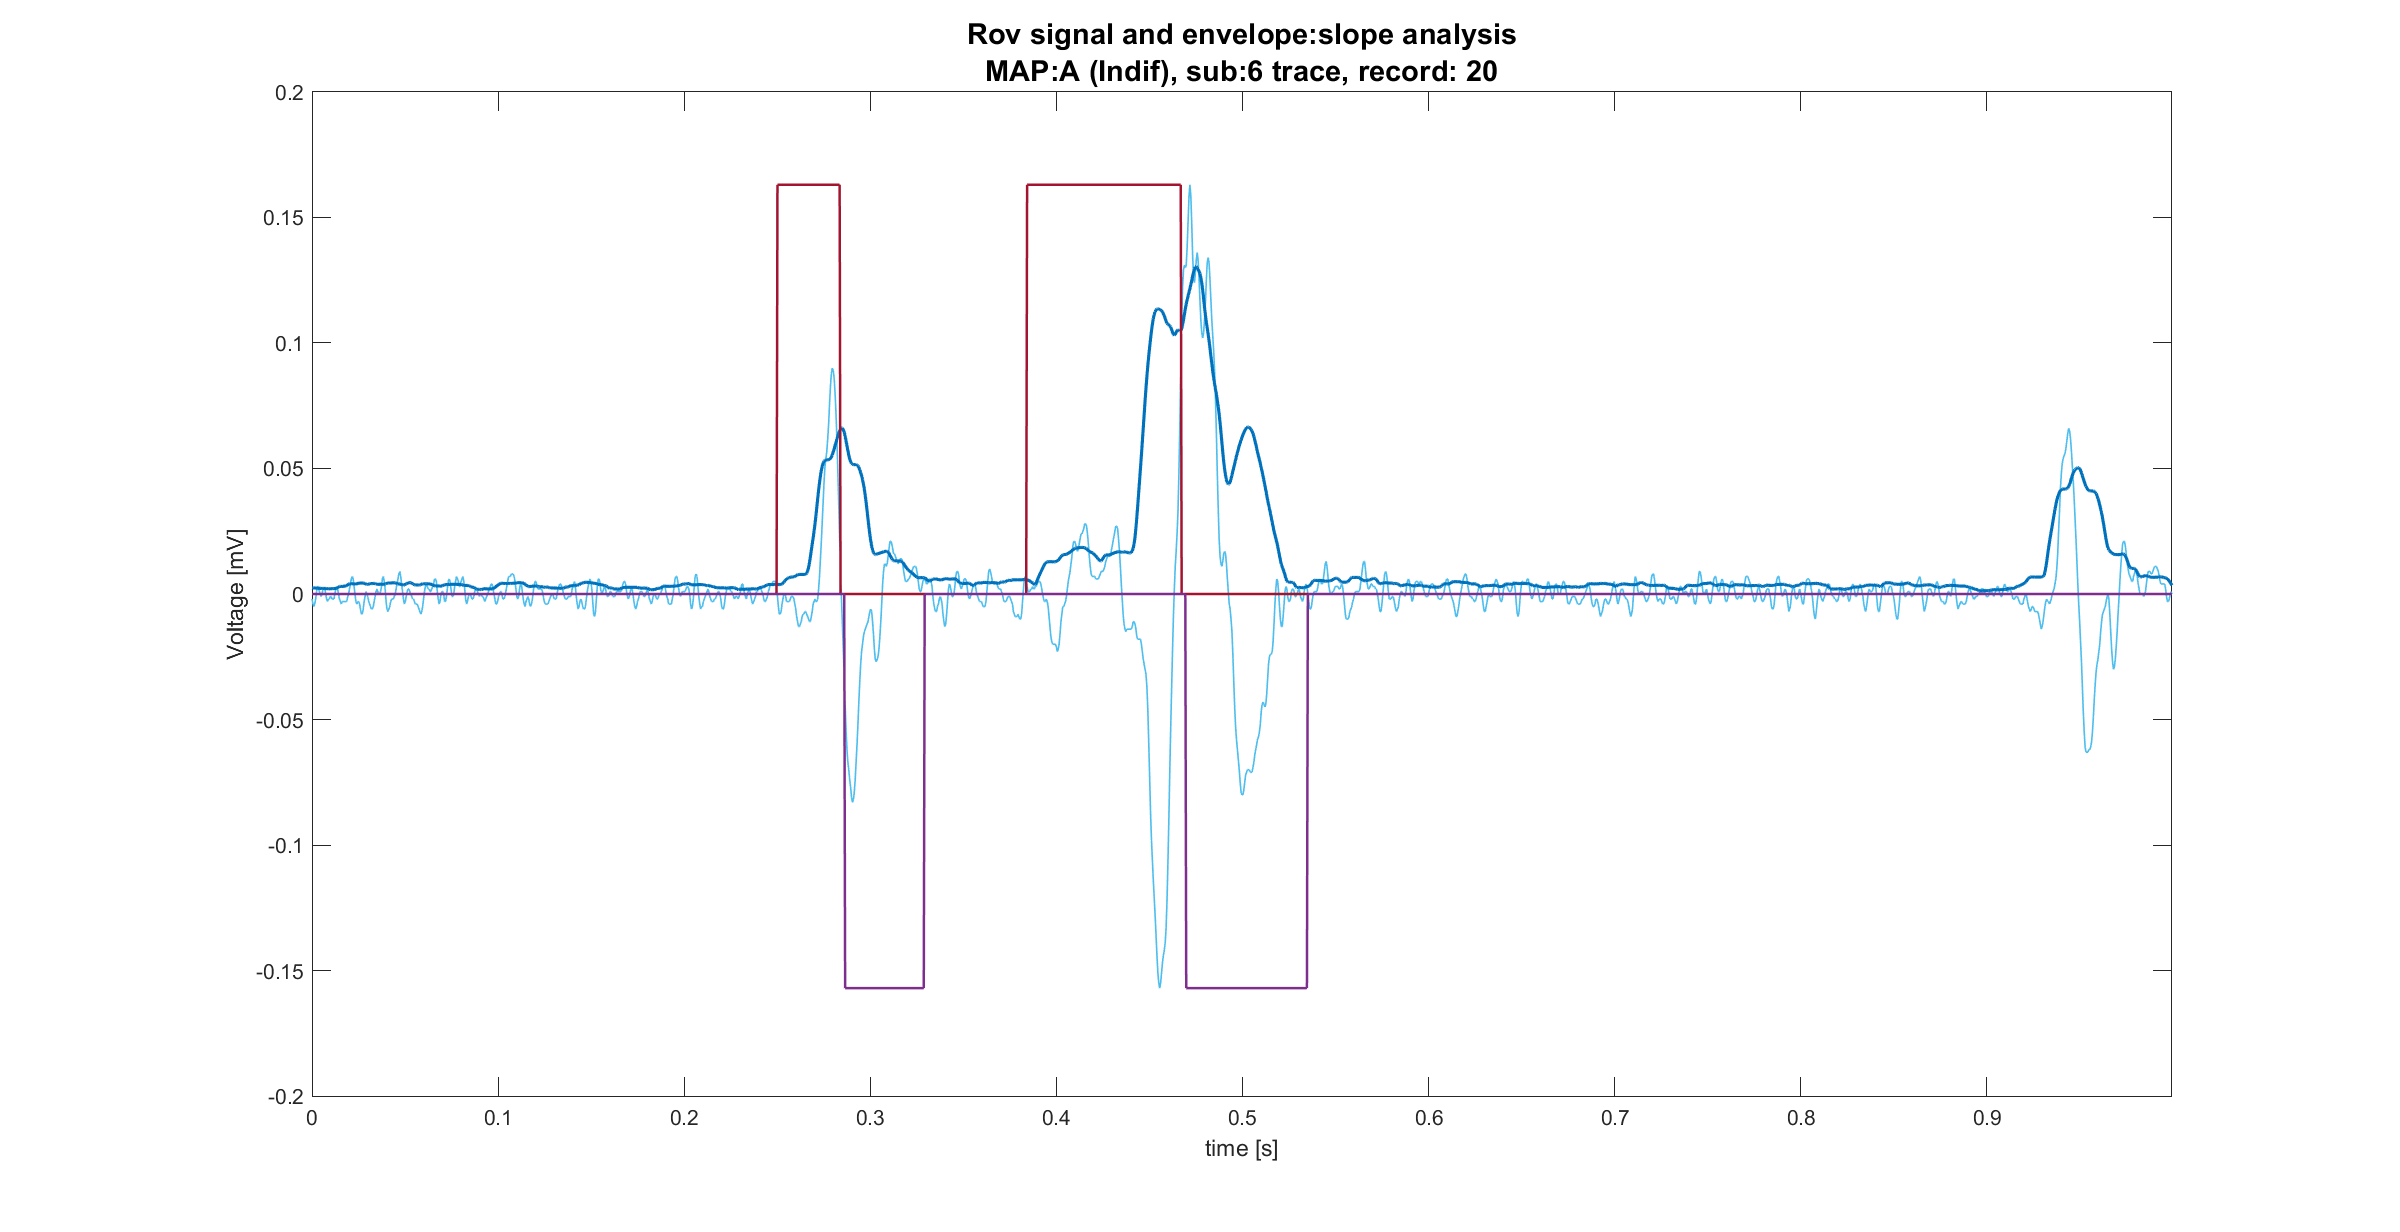 Rov signal and envelope:slope analysis
MAP:A (Indif), sub:6 trace, record: 20
0.2
0.15
0.1
0.05
0
-0.05
-0.1
-0.15
-0.2
Voltage [mV]
0 0.1 0.2 0.3 0.4 0.5 0.6 0.7 0.8 0.9
time [s]